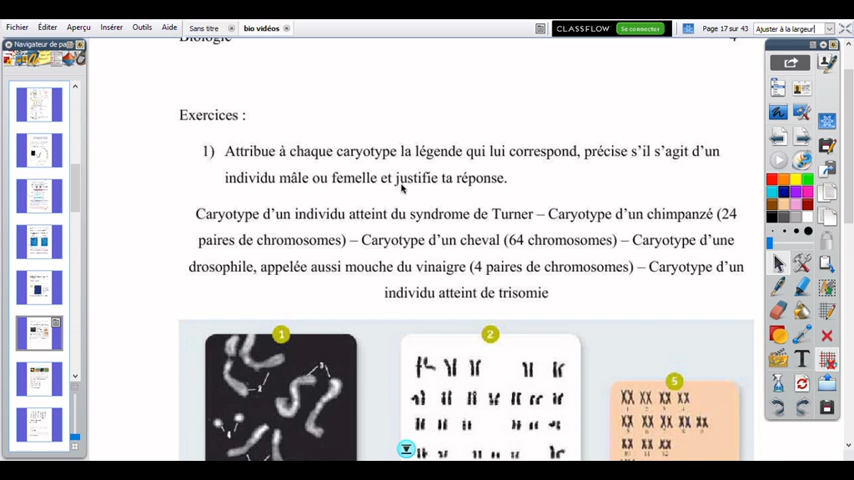 Fichier Édition Aperçu Insérer Outils Aide Sans titre bio vidéos CLASSFLOW Se connecter Page 17 sur 43 Ajuster à la largeur
Navigateur de pa
Biologie 4
Exercices :
1) Attribue à chaque caryotype la légende qui lui correspond, précise s'il s'agit d'un
individu mâle ou femelle et justifie ta réponse.
Caryotype d'un individu atteint du syndrome de Turner – Caryotype d'un chimpanzé (24
paires de chromosomes) – Caryotype d'un cheval (64 chromosomes) – Caryotype d'une
drosophile, appelée aussi mouche du vinaigre (4 paires de chromosomes) – Caryotype d'un
individu atteint de trisomie
1 2 5